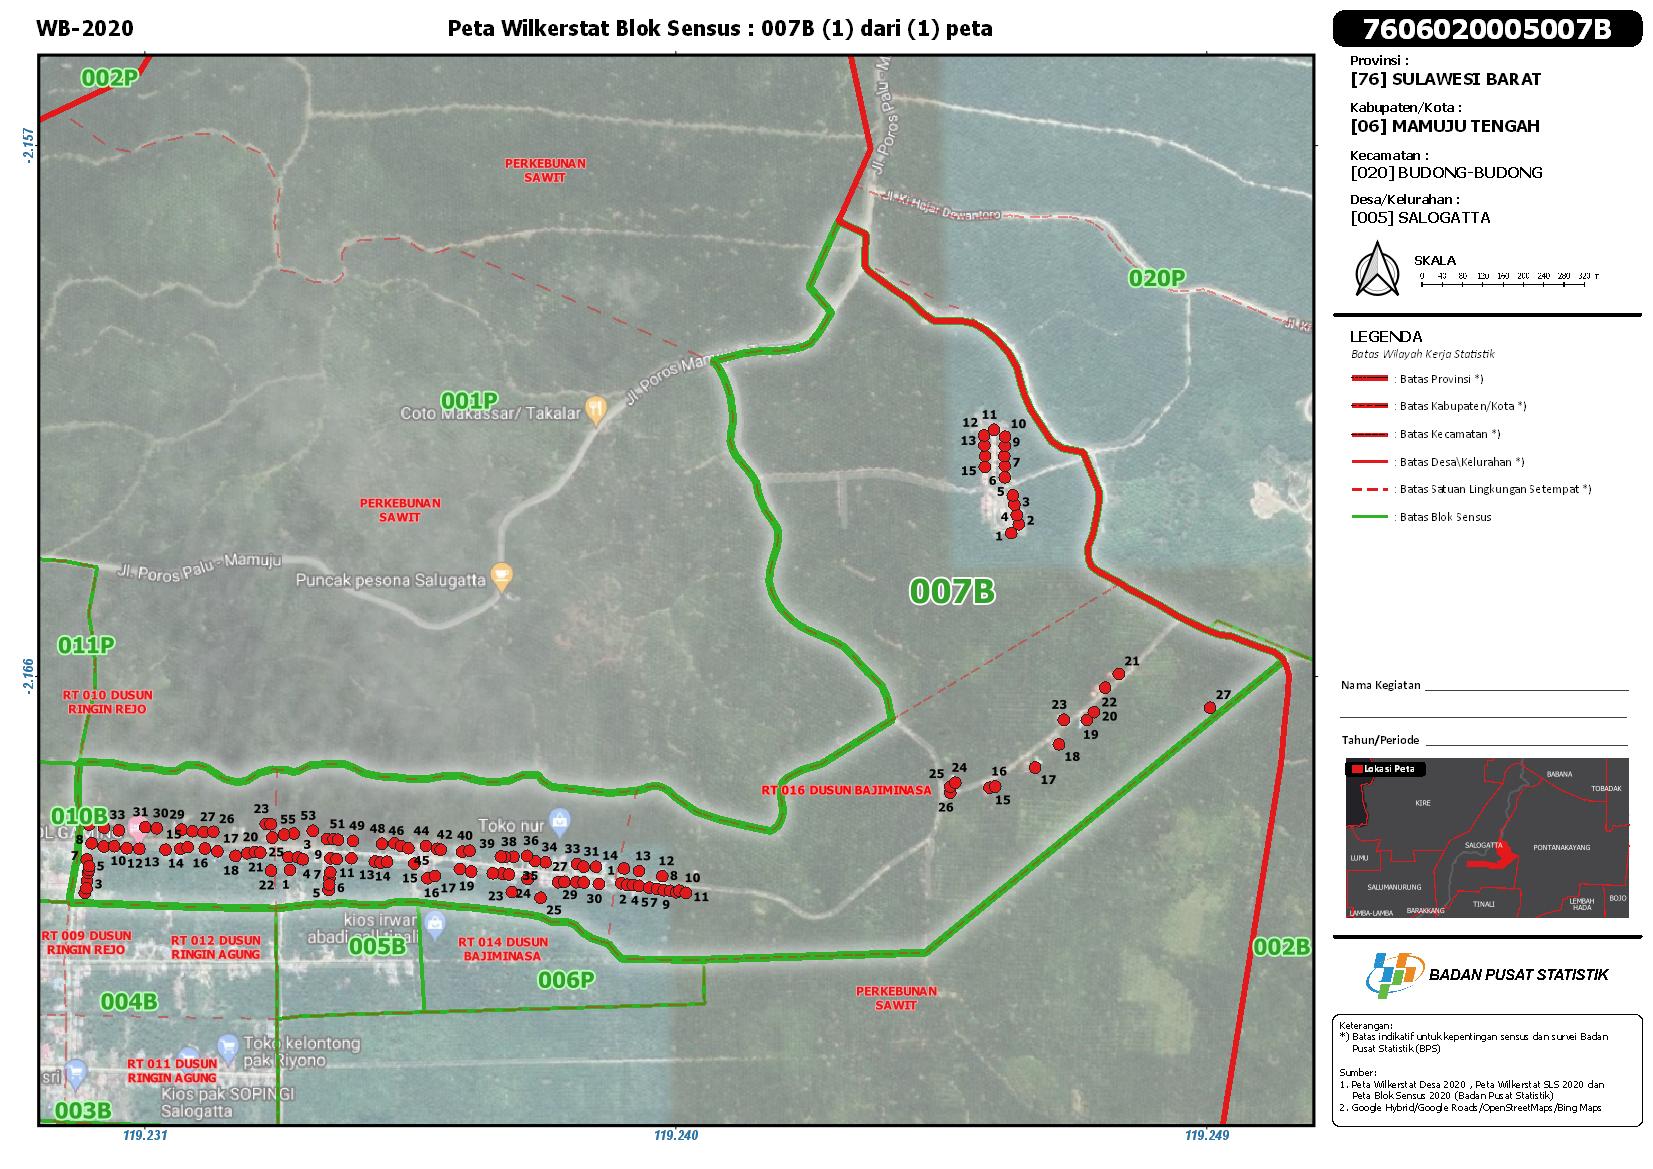 WB-2020
Peta Wilkerstat Blok Sensus : 007B (1) dari (1) peta
7606020005007B
Provinsi :
[76] SULAWESI BARAT
Kabupaten/Kota :
[06] MAMUJU TENGAH
Kecamatan :
[020] BUDONG-BUDONG
Desa/Kelurahan :
[005] SALOGATTA
SKALA
0 40 80 120 160 200 240 280 320
LEGENDA
Batas Wilayah Kerja Statistik
: Batas Provinsi *)
: Batas Kabupaten/Kota *)
: Batas Kecamatan *)
: Batas Desa\Kelurahan *)
: Batas Satuan Lingkungan Setempat *)
: Batas Blok Sensus
Nama Kegiatan
Tahun/Periode
Lokasi Peta
BABANA
TOBADAK
KIRE
SALOGATTA
PONTANAKAYANG
LUMU
SALUMANURUNG
TINALI
LEMBAH
HADA
BOJO
LAMBA-LAMBA
BARAKKANG
BADAN PUSAT STATISTIK
Keterangan:
*) Batas indikatif untuk kepentingan sensus dan survei Badan
Pusat Statistik (BPS)
Sumber:
1. Peta Wilkerstat Desa 2020 , Peta Wilkerstat SLS 2020 dan
Peta Blok Sensus 2020 (Badan Pusat Statistik)
2. Google Hybrid/Google Roads/OpenStreetMaps/Bing Maps
002P
PERKEBUNAN
SAWIT
Jl. Poros Palu - M
Jl. Ki Hajar Dewantoro
020P
Jl. Ki
Jl. Poros Mamu
001P
Coto Makassar/ Takalar
12 11 10
13 9
15 7
6
5 3
4 2
1
PERKEBUNAN
SAWIT
Jl. Poros Palu - Mamuju
Puncak pesona Salugatta
007B
011P
RT 010 DUSUN
RINGIN REJO
21
27
22
23 20
19
18
17
25 24 16
26 15
RT 016 DUSUN BAJIMINASA
010B
Toko nur
33 31 30 29 27 26 23 55 53 51 49 48 46 44 42 40 39 38 36 34 33 31 14 13 12
8 15 17 20 25 3 9 45 35 27 1 8 10
7 10 12 13 14 16 18 21 22 1 4 7 11 13 14 15 16 17 19 23 24 25 29 30 2 4 5 7 9 11
5 3 5 6
kios irwar
abadi cell tinali
RT 009 DUSUN
RINGIN REJO
RT 012 DUSUN
RINGIN AGUNG
005B
RT 014 DUSUN
BAJIMINASA
002B
006P
004B
PERKEBUNAN
SAWIT
Toko kelontong
pak Riyono
RT 011 DUSUN
RINGIN AGUNG
sri
Kios pak SOPINGI
Salogatta
003B
-2.157
-2.166
119.231
119.240
119.249